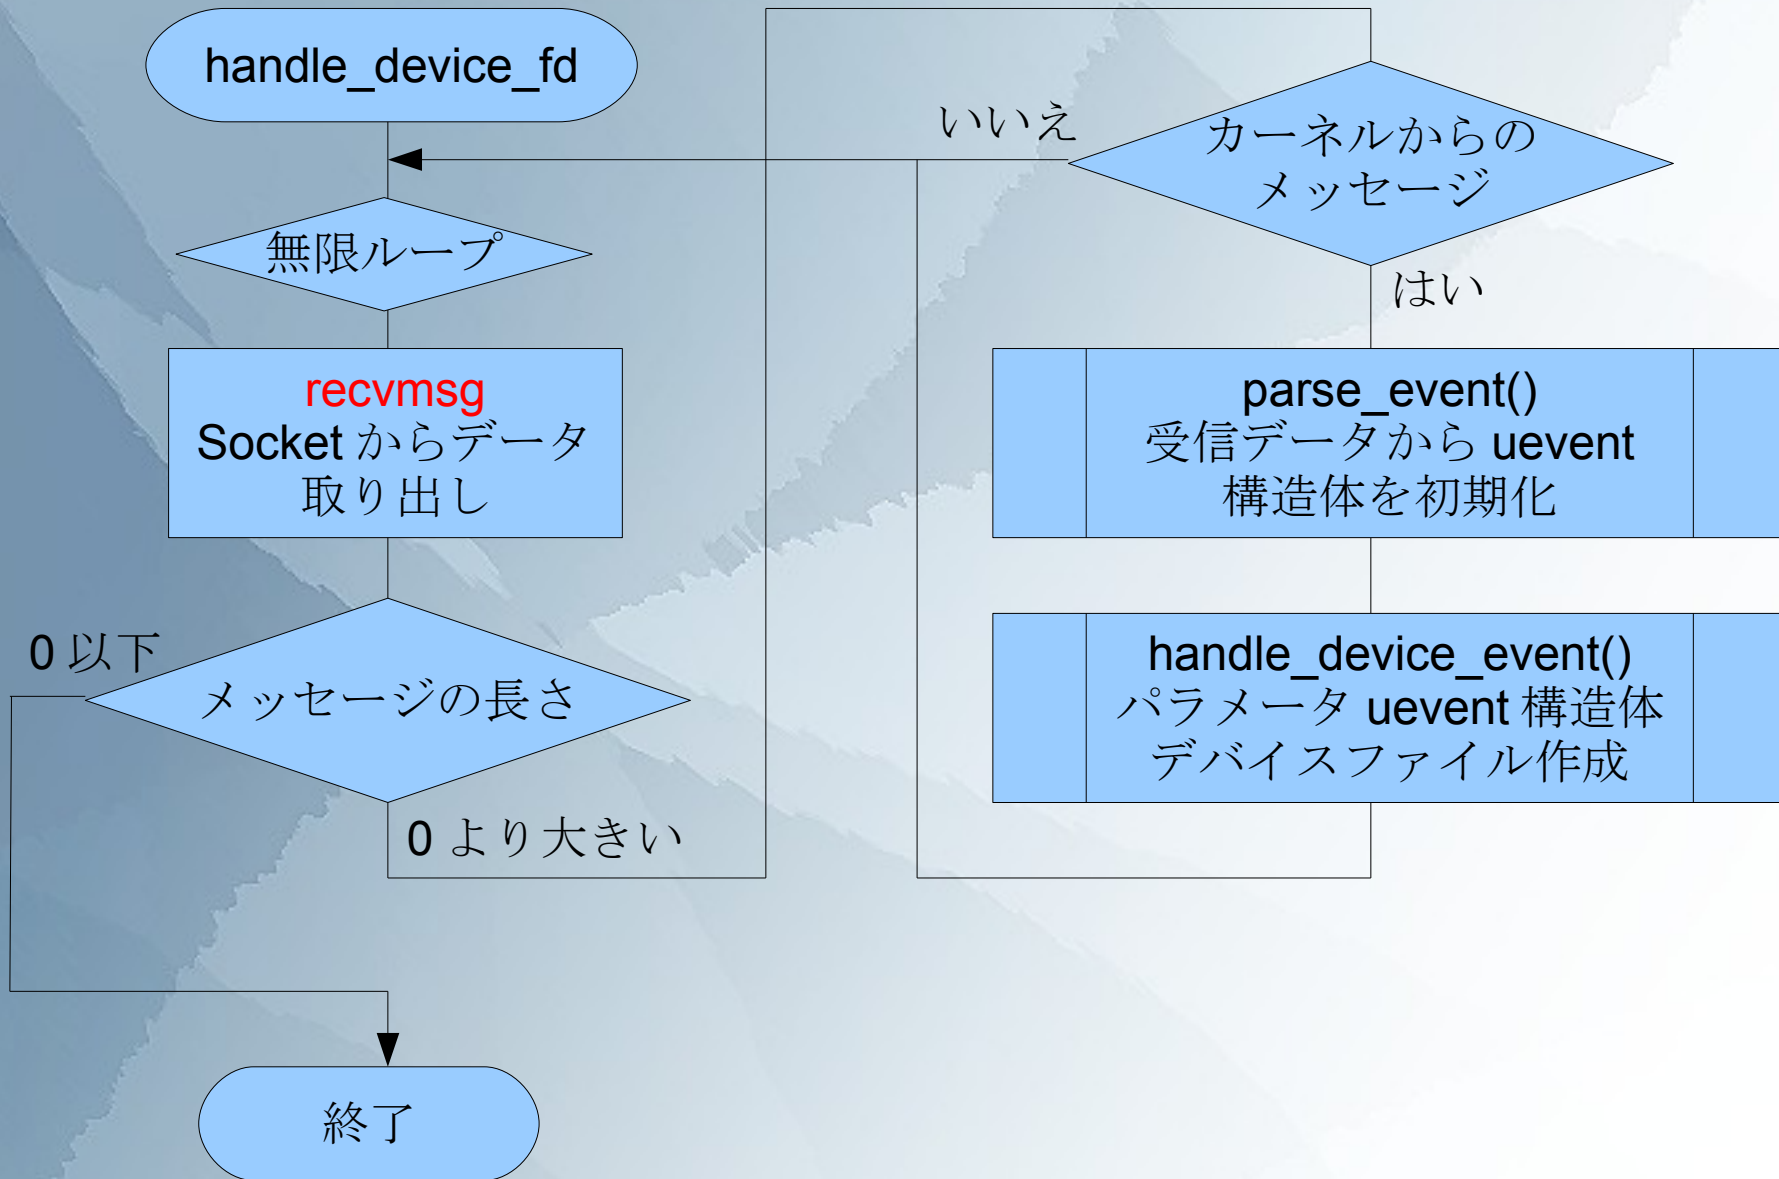 handle_device_fd
無限ループ
recvmsg
Socket からデータ
取り出し
0 以下
メッセージの長さ
0 より大きい
終了
いいえ
カーネルからの
メッセージ
はい
parse_event()
受信データから uevent
構造体を初期化
handle_device_event()
パラメータ uevent 構造体
デバイスファイル作成